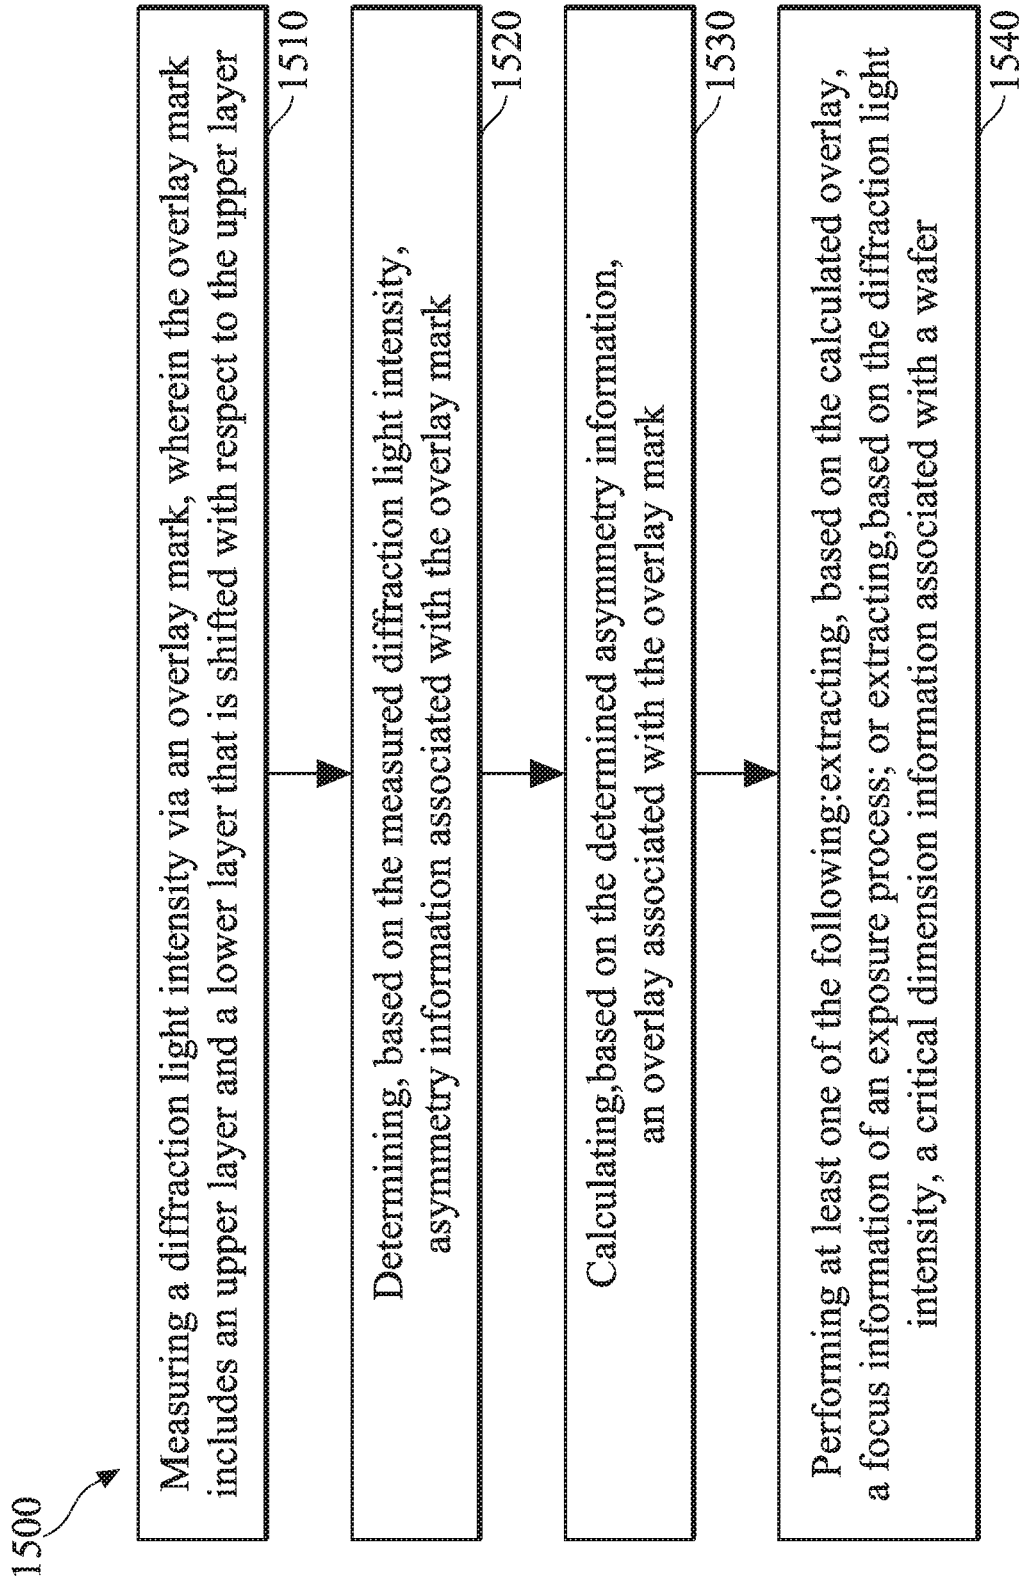 1500
Measuring a diffraction light intensity via an overlay mark, wherein the overlay mark
includes an upper layer and a lower layer that is shifted with respect to the upper layer
1510
Determining, based on the measured diffraction light intensity,
asymmetry information associated with the overlay mark
1520
Calculating,based on the determined asymmetry information,
an overlay associated with the overlay mark
1530
Performing at least one of the following:extracting, based on the calculated overlay,
a focus information of an exposure process; or extracting,based on the diffraction light
intensity, a critical dimension information associated with a wafer
1540